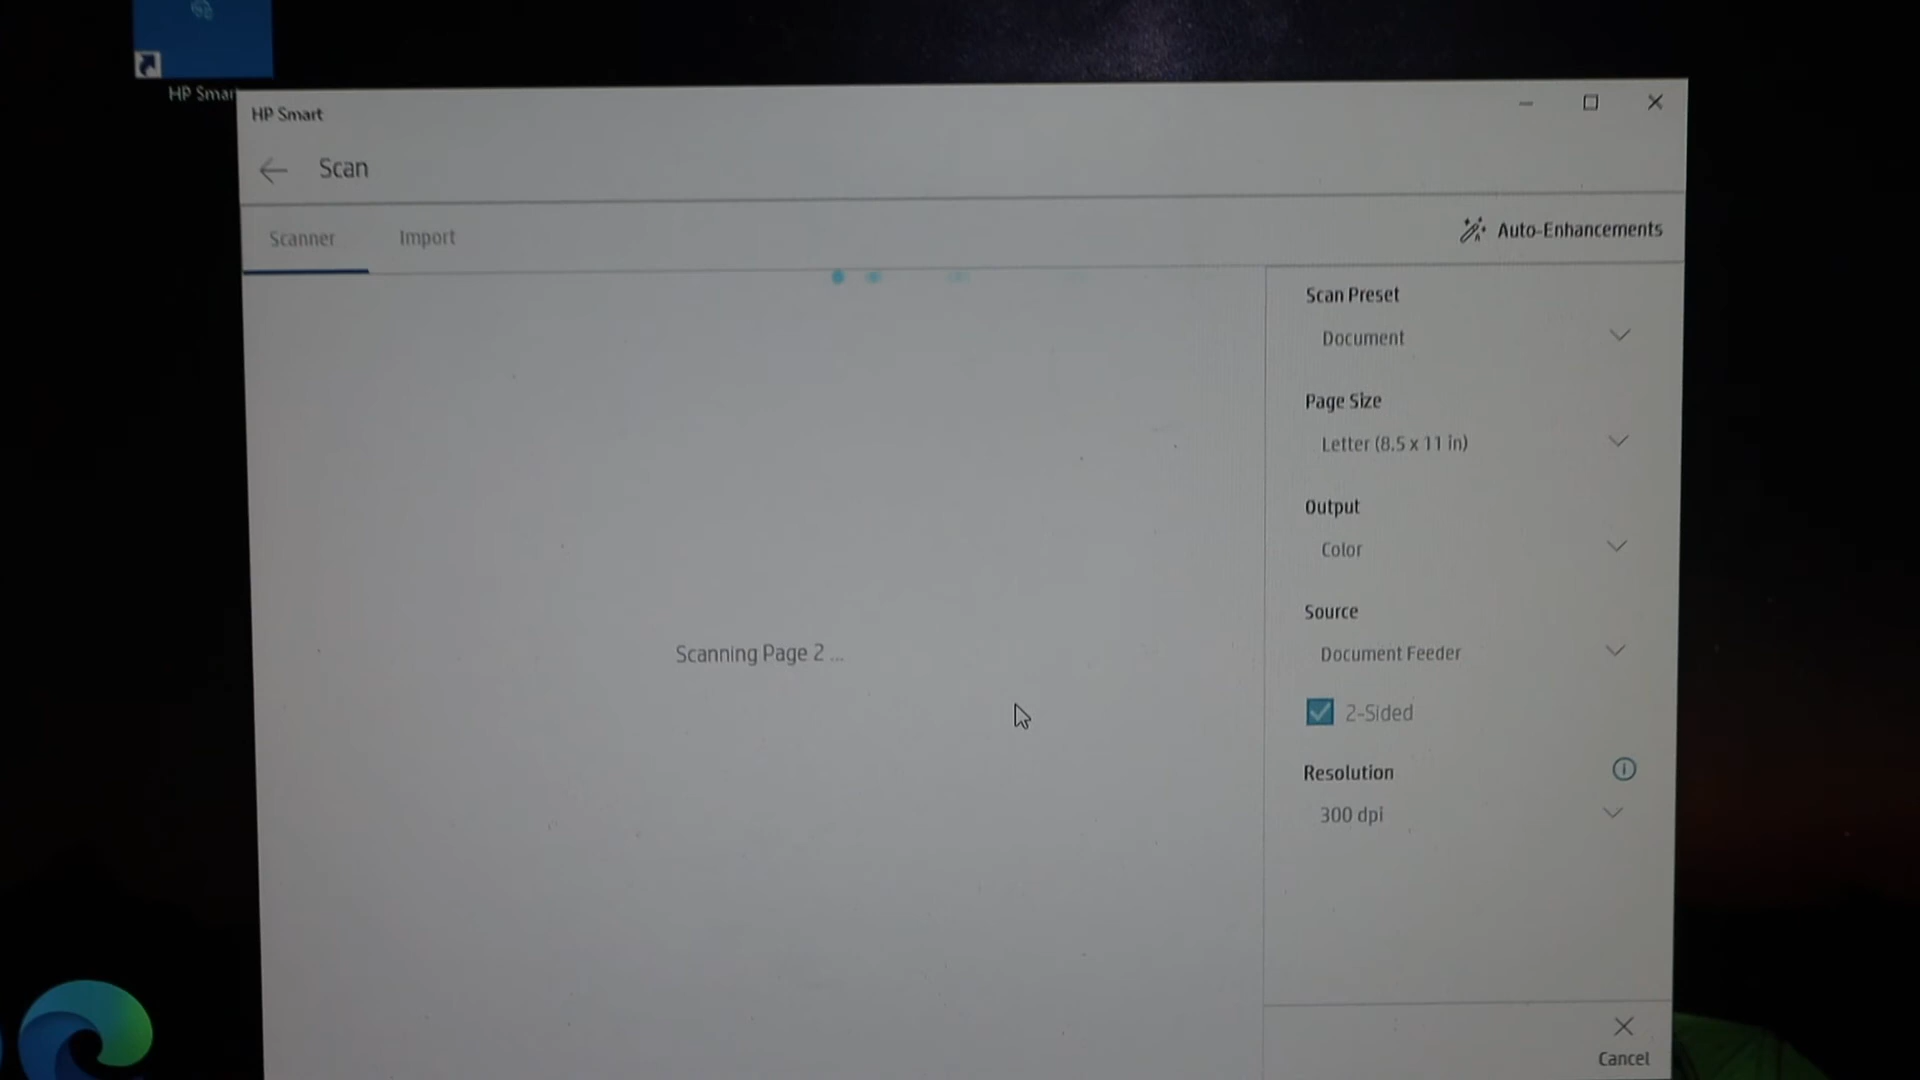 HP Smar
HP Smart
Scan
Scanner
Import
Auto-Enhancements
Scan Preset
Document
Page Size
Letter (8.5 x 11 in)
Output
Color
Source
Document Feeder
Scanning Page 2 ...
2-Sided
Resolution
300 dpi
Cancel